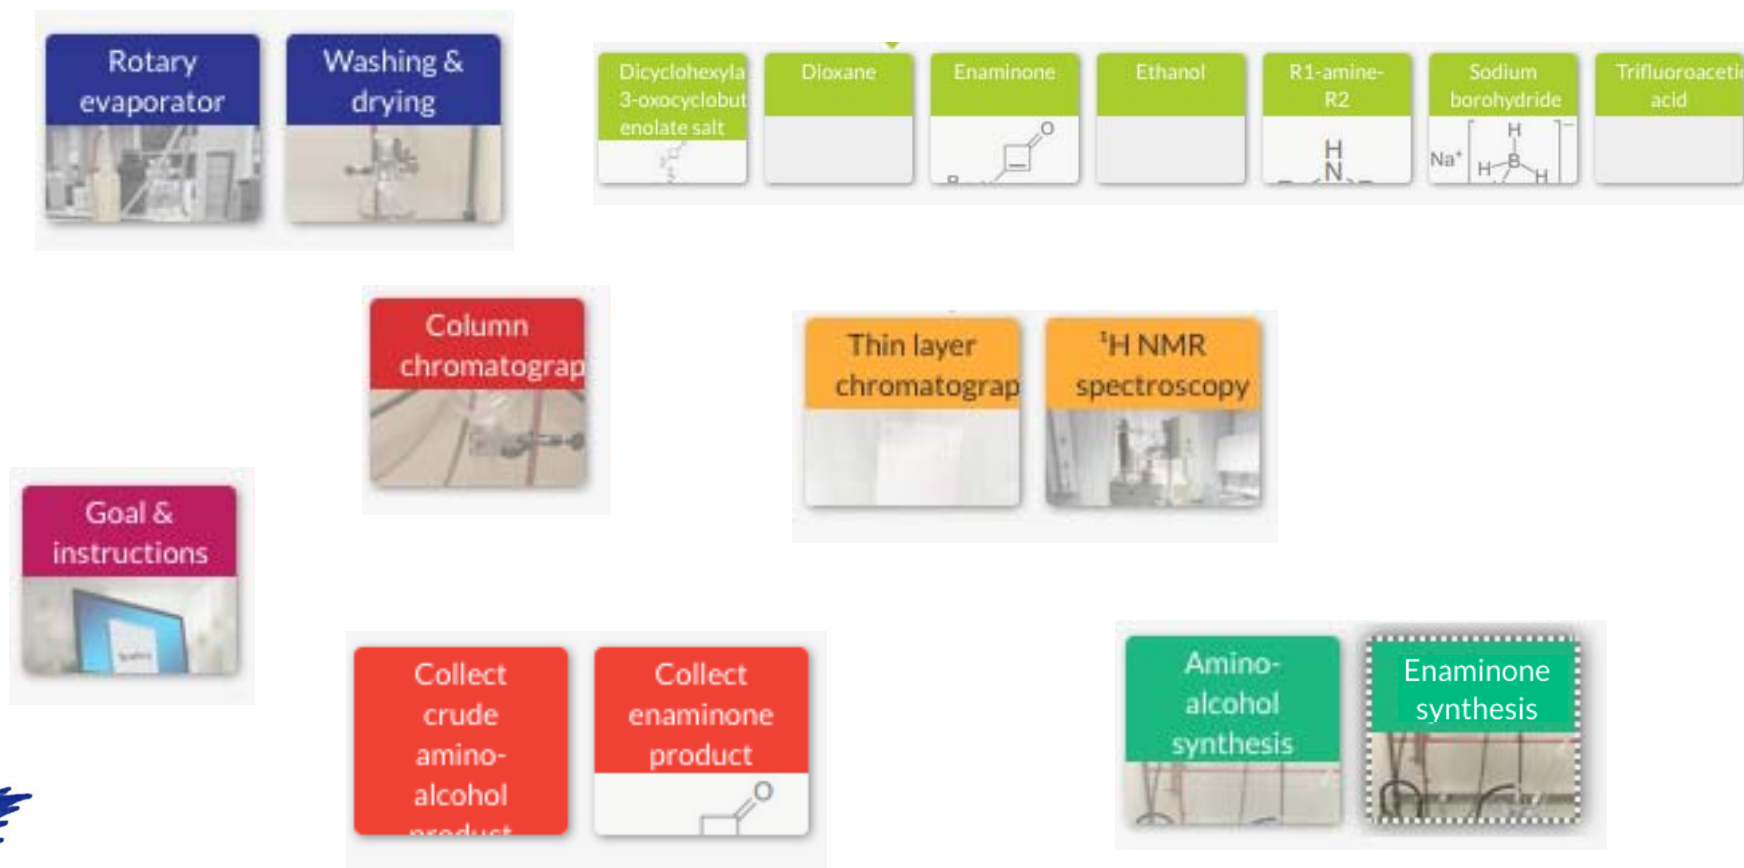 Rotary
evaporator
Washing &
drying
Dicyclohexyla
3-oxocyclobut
enolate salt
Dioxane
Enaminone
O
Ethanol
R1-amine-
R2
H
N
Sodium
borohydride
Na⁺
H
H
B
H
−
Trifluoroacetic
acid
Column
chromatograp
Thin layer
chromatograp
¹H NMR
spectroscopy
Goal &
instructions
Collect
crude
amino-
alcohol
product
Collect
enaminone
product
O
Amino-
alcohol
synthesis
Enaminone
synthesis